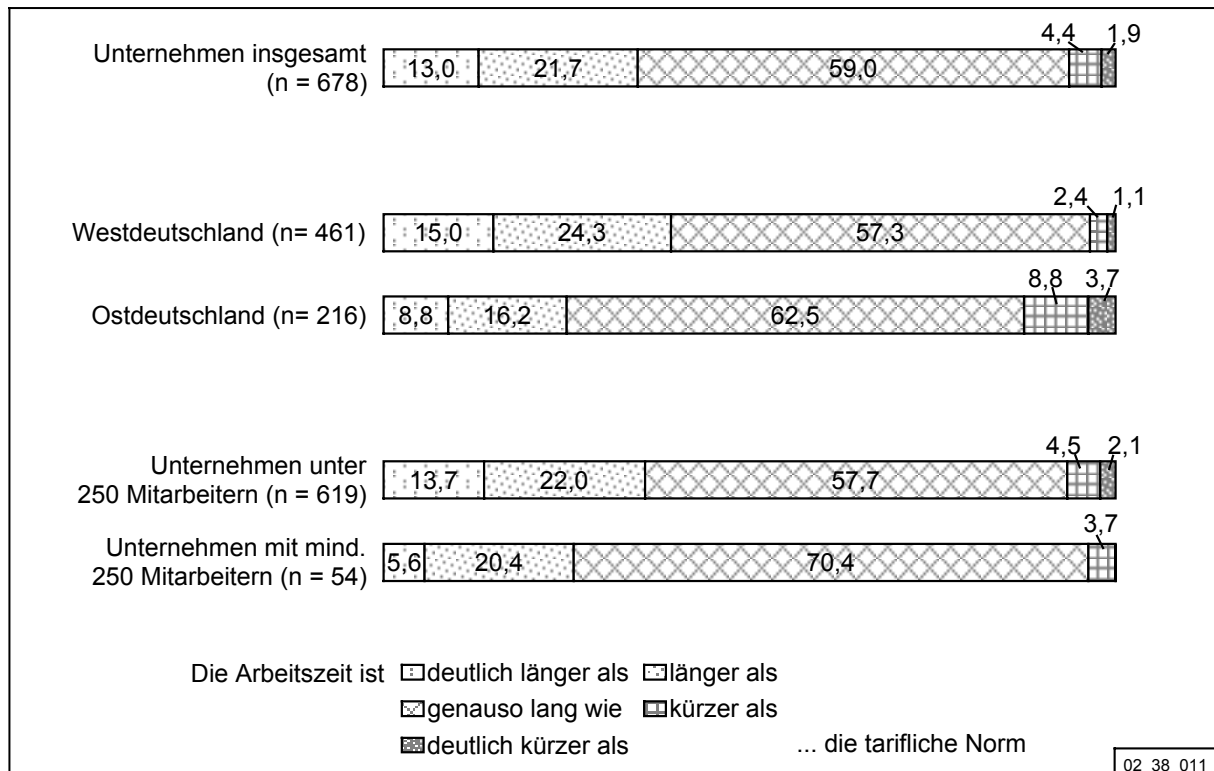 4,4 1,9
Unternehmen insgesamt
(n = 678)
13,0 21,7 59,0
2,4 1,1
Westdeutschland (n= 461)
15,0 24,3 57,3
8,8 3,7
Ostdeutschland (n= 216)
8,8 16,2 62,5
4,5 2,1
Unternehmen unter
250 Mitarbeitern (n = 619)
13,7 22,0 57,7
3,7
Unternehmen mit mind.
250 Mitarbeitern (n = 54)
5,6 20,4 70,4
Die Arbeitszeit ist deutlich länger als länger als
genauso lang wie kürzer als
deutlich kürzer als ... die tarifliche Norm
02_38_011